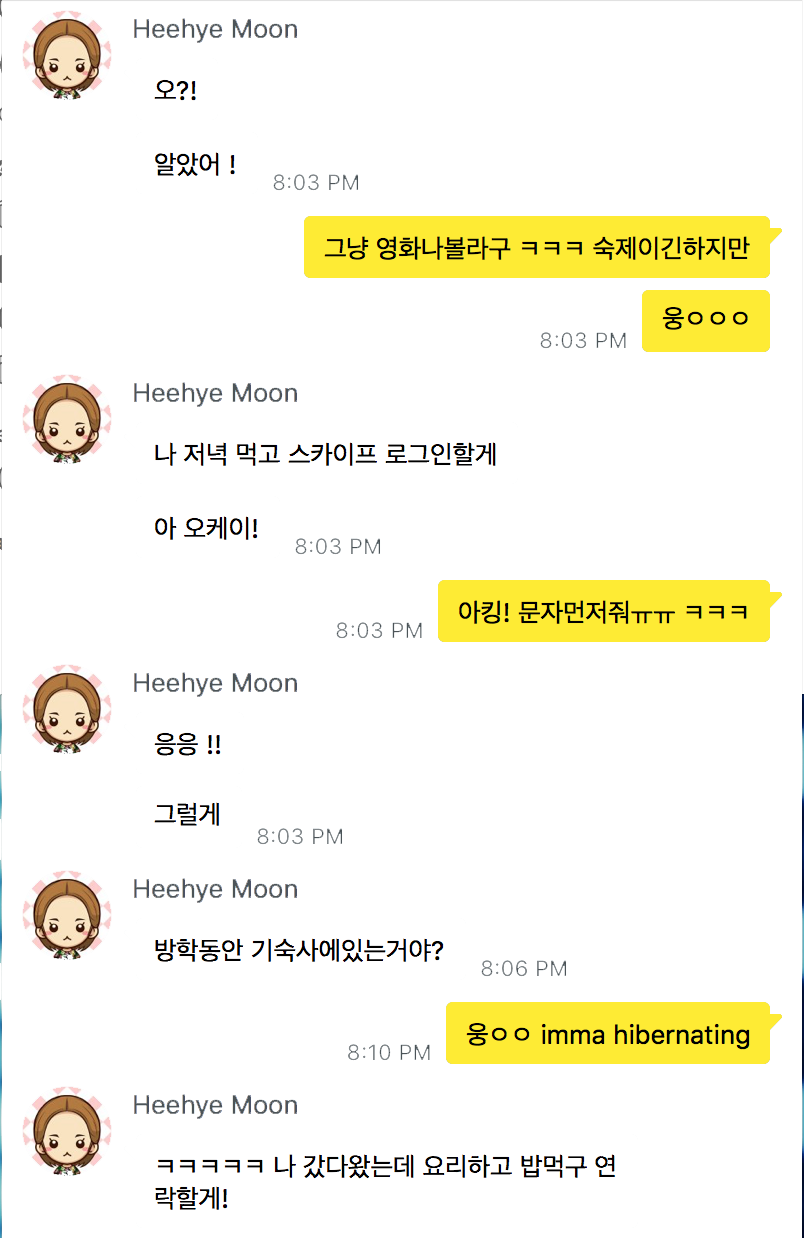 Heehye Moon
오?!
알았어 !
8:03 PM
그냥 영화나볼라구 ㅋㅋㅋ 숙제이긴하지만
웅ㅇㅇㅇ
8:03 PM
Heehye Moon
나 저녁 먹고 스카이프 로그인할게
아 오케이!
8:03 PM
아킹! 문자먼저줘ㅠㅠ ㅋㅋㅋ
8:03 PM
Heehye Moon
응응 !!
그럴게
8:03 PM
Heehye Moon
방학동안 기숙사에있는거야?
8:06 PM
웅ㅇㅇ imma hibernating
8:10 PM
Heehye Moon
ㅋㅋㅋㅋㅋ 나 갔다왔는데 요리하고 밥먹구 연
락할게!